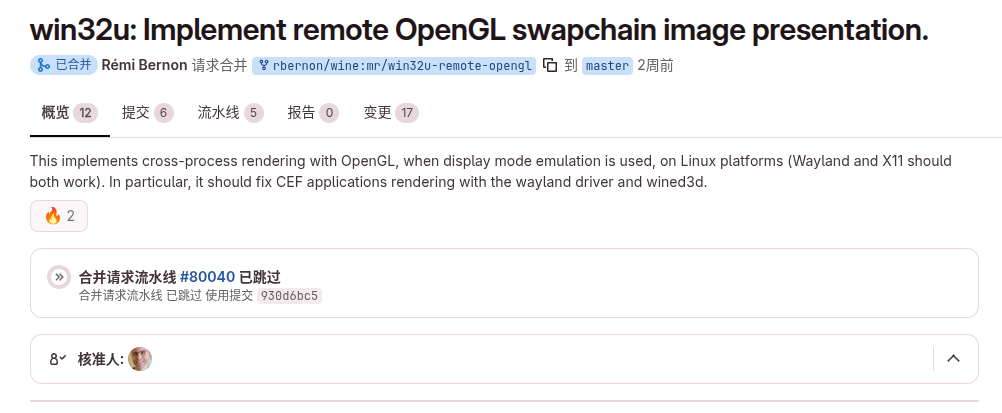 win32u: Implement remote OpenGL swapchain image presentation.
已合并 Rémi Bernon 请求合并 rbernon/wine:mr/win32u-remote-opengl 到 master 2周前
概览 12 提交 6 流水线 5 报告 0 变更 17
This implements cross-process rendering with OpenGL, when display mode emulation is used, on Linux platforms (Wayland and X11 should
both work). In particular, it should fix CEF applications rendering with the wayland driver and wined3d.
🔥 2
合并请求流水线 #80040 已跳过
合并请求流水线 已跳过 使用提交 930d6bc5
核准人: